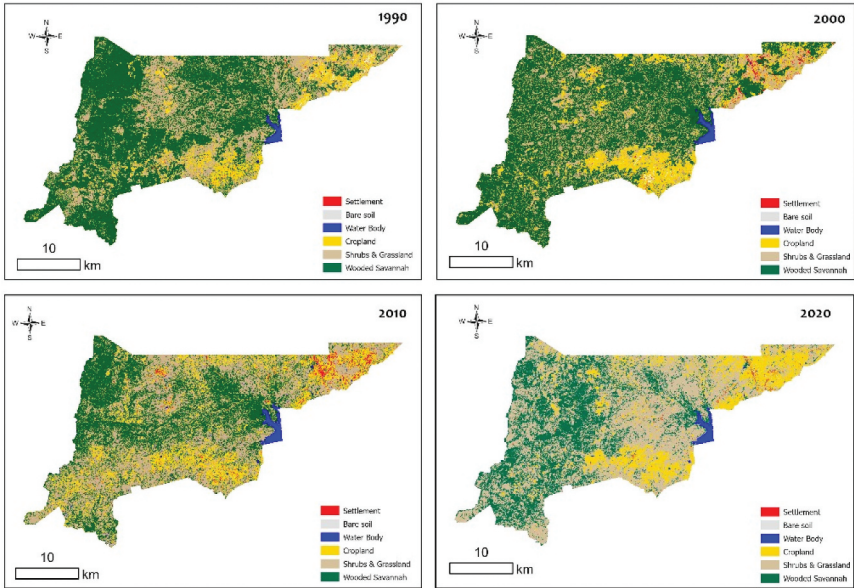 1990
N
W E
S
Settlement
Bare soil
Water Body
Cropland
Shrubs & Grassland
Wooded Savannah
10
km
2000
N
W E
S
Settlement
Bare soil
Water Body
Cropland
Shrubs & Grassland
Wooded Savannah
10
km
2010
N
W E
S
Settlement
Bare soil
Water Body
Cropland
Shrubs & Grassland
Wooded Savannah
10
km
2020
N
W E
S
Settlement
Bare soil
Water Body
Cropland
Shrubs & Grassland
Wooded Savannah
10
km